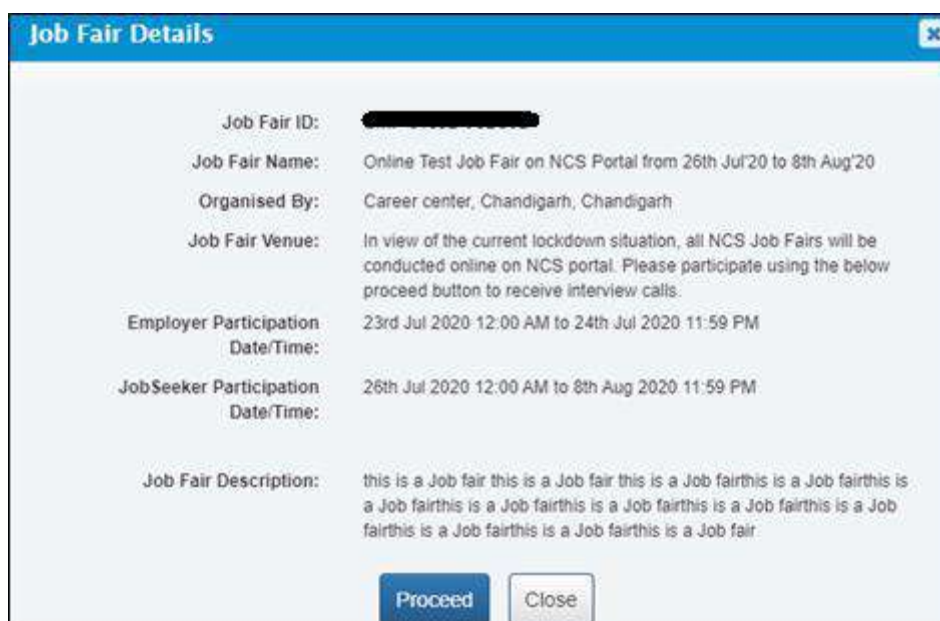 Job Fair Details
Job Fair ID:
Job Fair Name: Online Test Job Fair on NCS Portal from 26th Jul'20 to 8th Aug'20
Organised By: Career center, Chandigarh, Chandigarh
Job Fair Venue: In view of the current lockdown situation, all NCS Job Fairs will be
conducted online on NCS portal. Please participate using the below
proceed button to receive interview calls.
Employer Participation 23rd Jul 2020 12:00 AM to 24th Jul 2020 11:59 PM
Date/Time:
JobSeeker Participation 26th Jul 2020 12:00 AM to 8th Aug 2020 11:59 PM
Date/Time:
Job Fair Description: this is a Job fair this is a Job fair this is a Job fairthis is a Job fairthis is
a Job fairthis is a Job fairthis is a Job fairthis is a Job fairthis is a Job
fairthis is a Job fairthis is a Job fairthis is a Job fair
Proceed Close